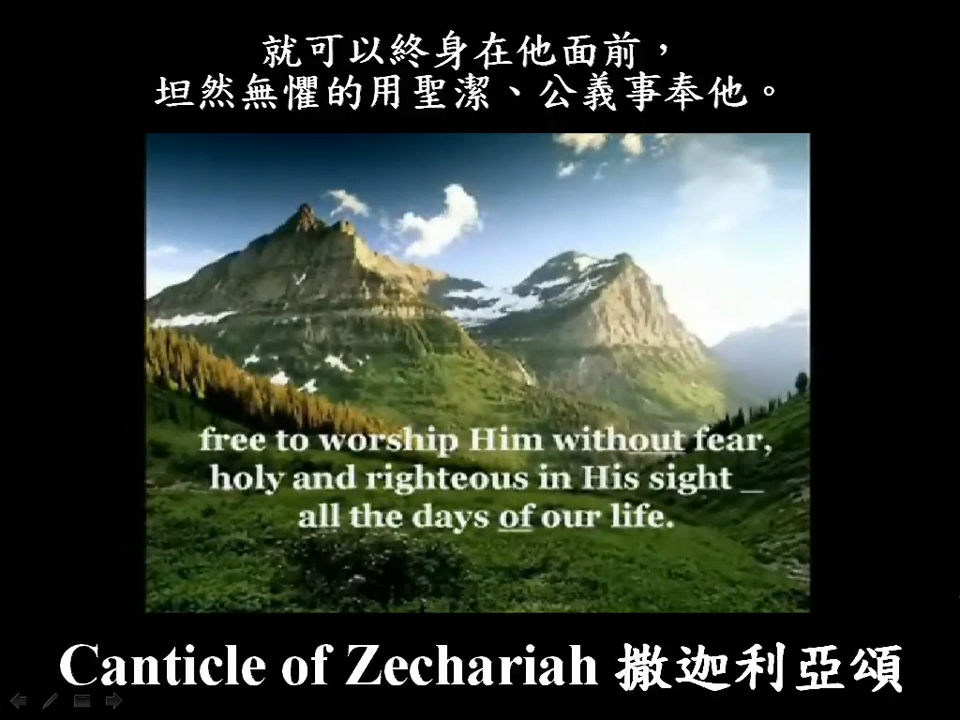 就可以終身在他面前，
坦然無懼的用聖潔、公義事奉他。
free to worship Him without fear,
holy and righteous in His sight _
all the days of our life.
Canticle of Zechariah 撒迦利亞頌